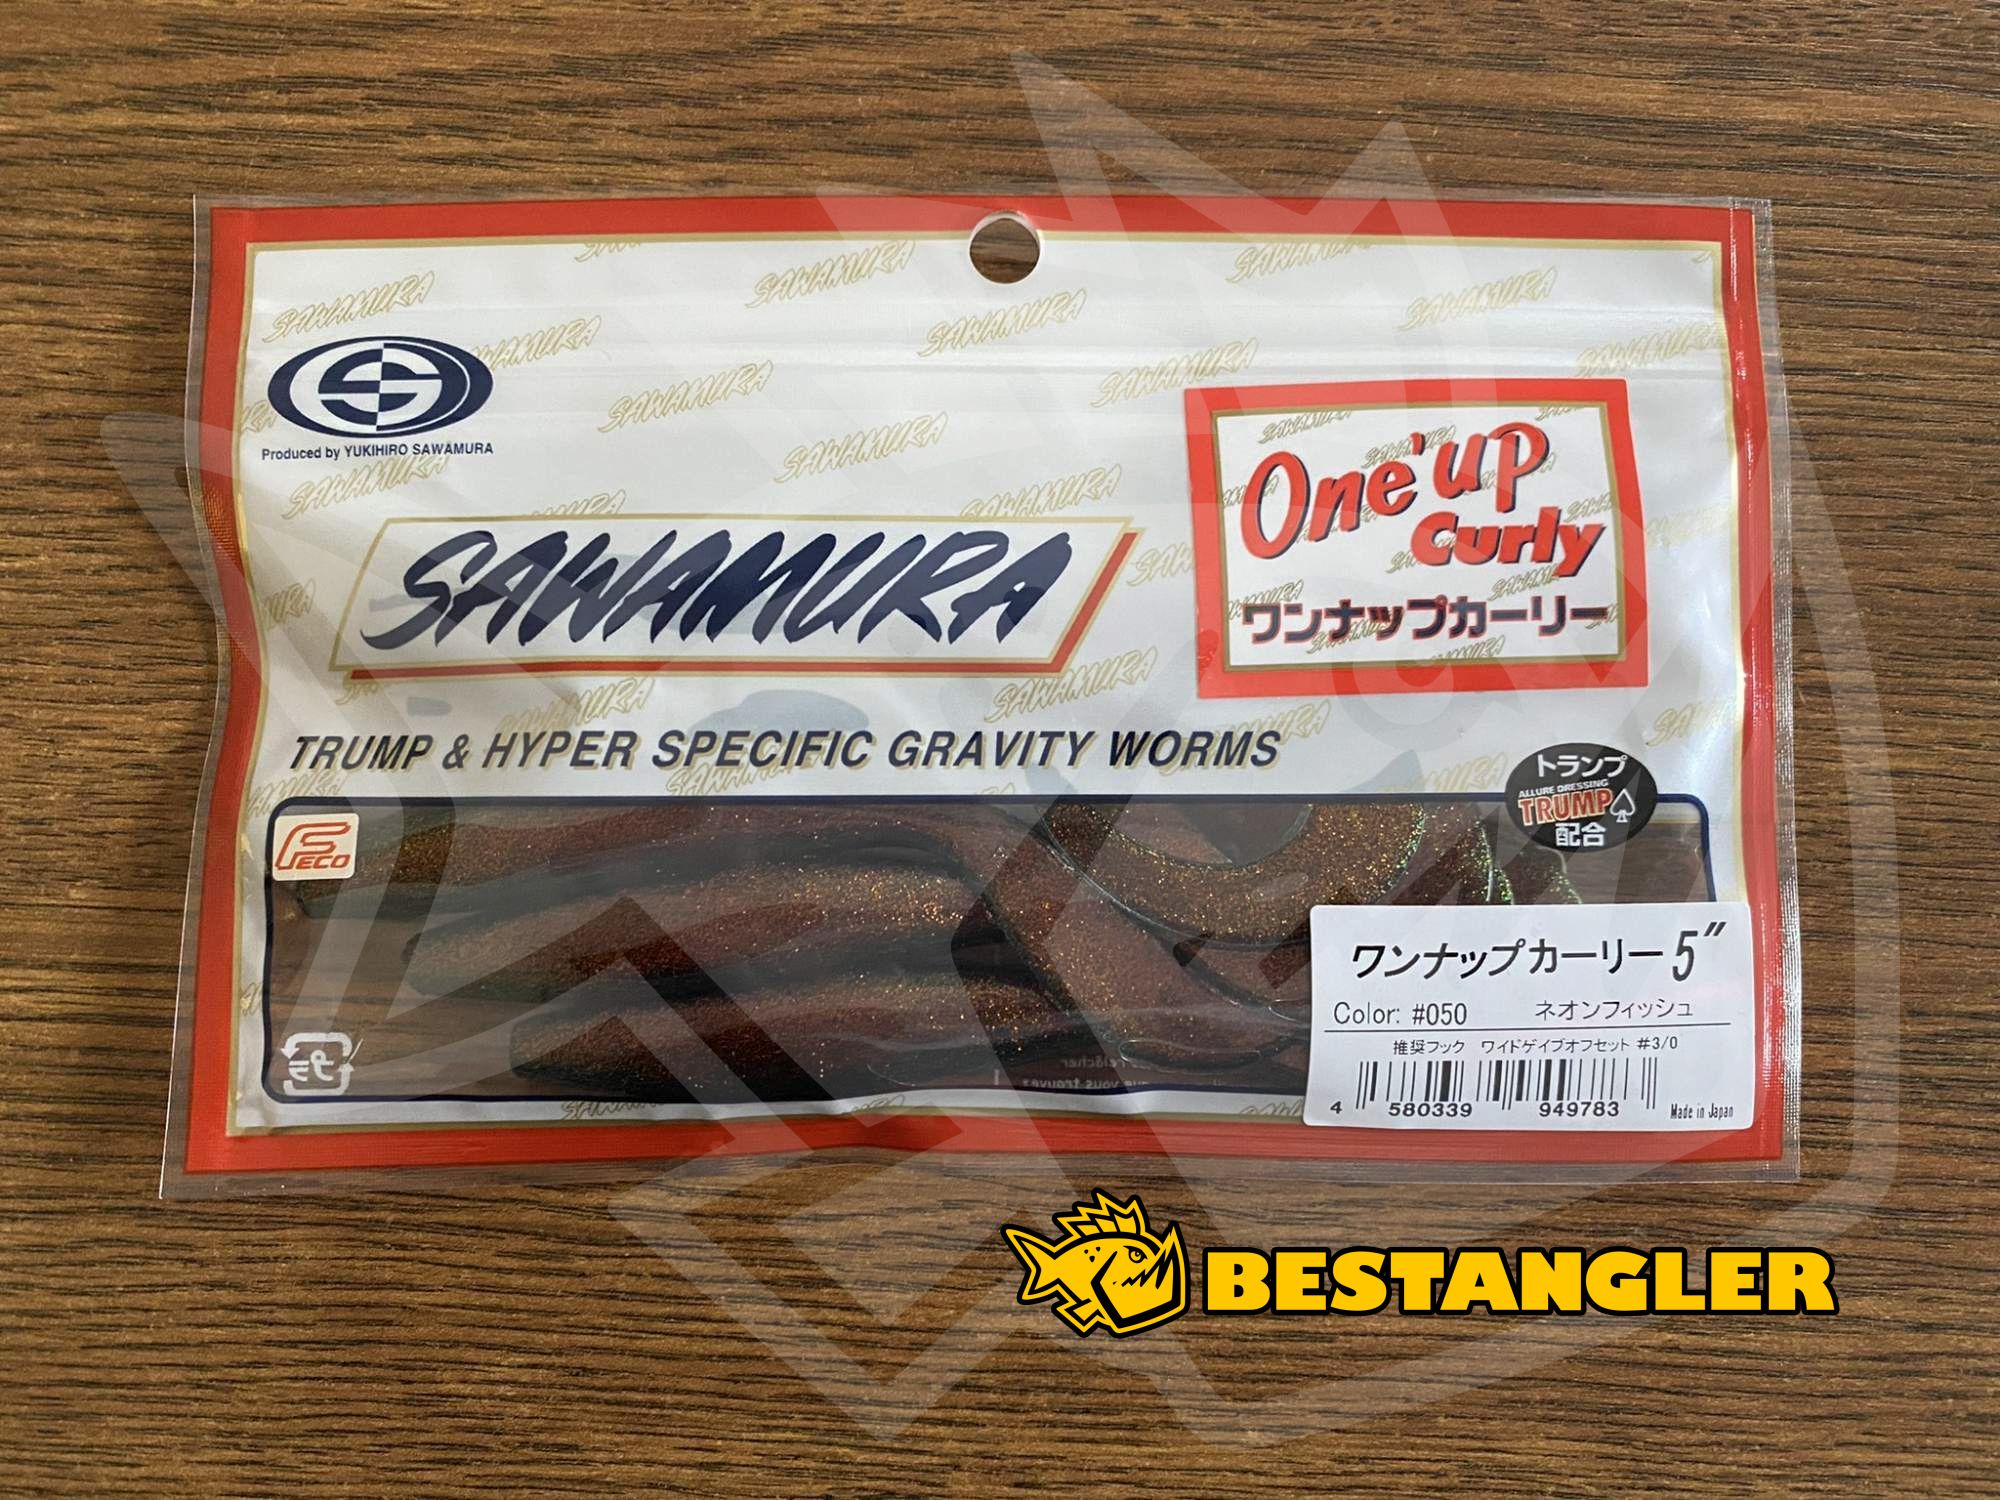 Produced by YUKIHIRO SAWAMURA
SAWAMURA
One'up
Curly
ワンナップカーリー
TRUMP & HYPER SPECIFIC GRAVITY WORMS
トランプ
ALLURE DRESSING
TRUMP
配合
FECO
プラ
ワンナップカーリー 5"
Color: #050 ネオンフィッシュ
推奨フック ワイドゲイブオフセット #3/0
4 580339 949783
Made in Japan
BESTANGLER